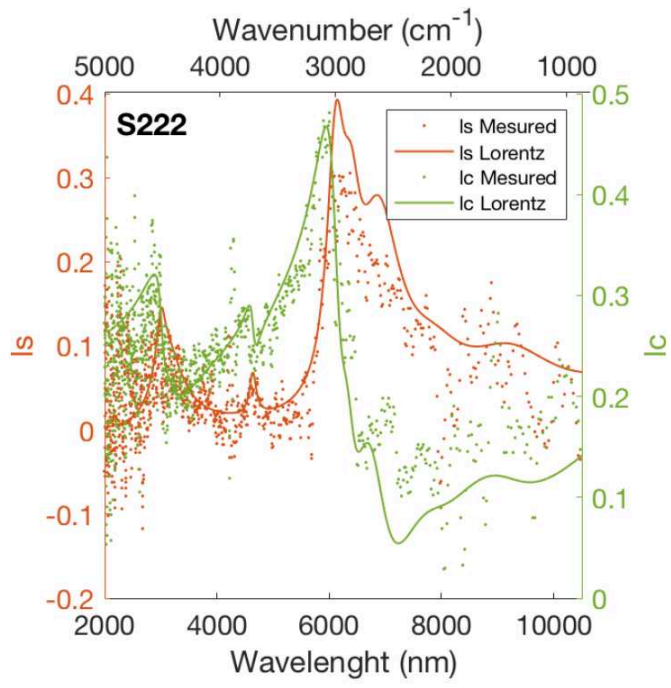 Wavenumber (cm⁻¹)
5000 4000 3000 2000 1000
0.4 0.5
S222
Is Mesured
Is Lorentz
Ic Mesured
Ic Lorentz
0.3 0.4
0.2 0.3
0.1
0.2
0
-0.1 0.1
-0.2 0
Is
Ic
2000 4000 6000 8000 10000
Wavelenght (nm)